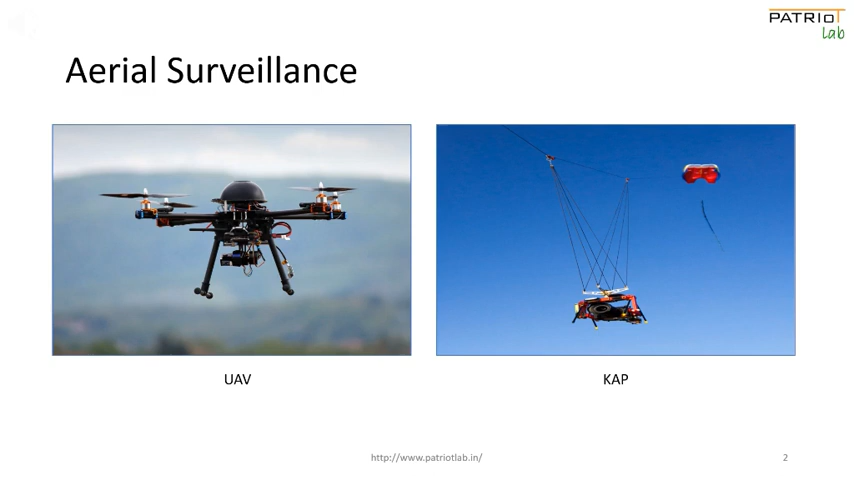 PATRIoT
lab
Aerial Surveillance
UAV
KAP
http://www.patriotlab.in/
2